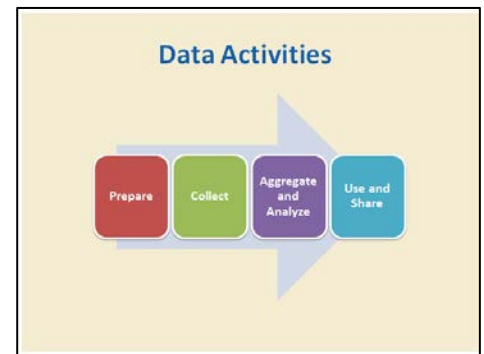 Data Activities
Prepare
Collect
Aggregate
and
Analyze
Use and
Share